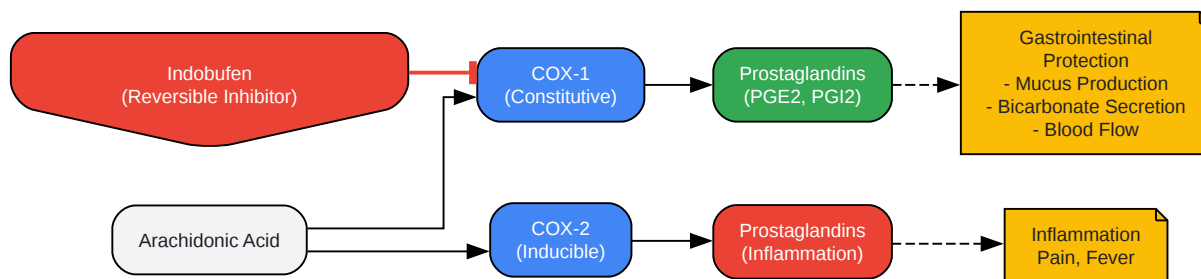 Indobufen
(Reversible Inhibitor)
COX-1
(Constitutive)
Prostaglandins
(PGE2, PGI2)
Gastrointestinal
Protection
- Mucus Production
- Bicarbonate Secretion
- Blood Flow
Arachidonic Acid
COX-2
(Inducible)
Prostaglandins
(Inflammation)
Inflammation
Pain, Fever